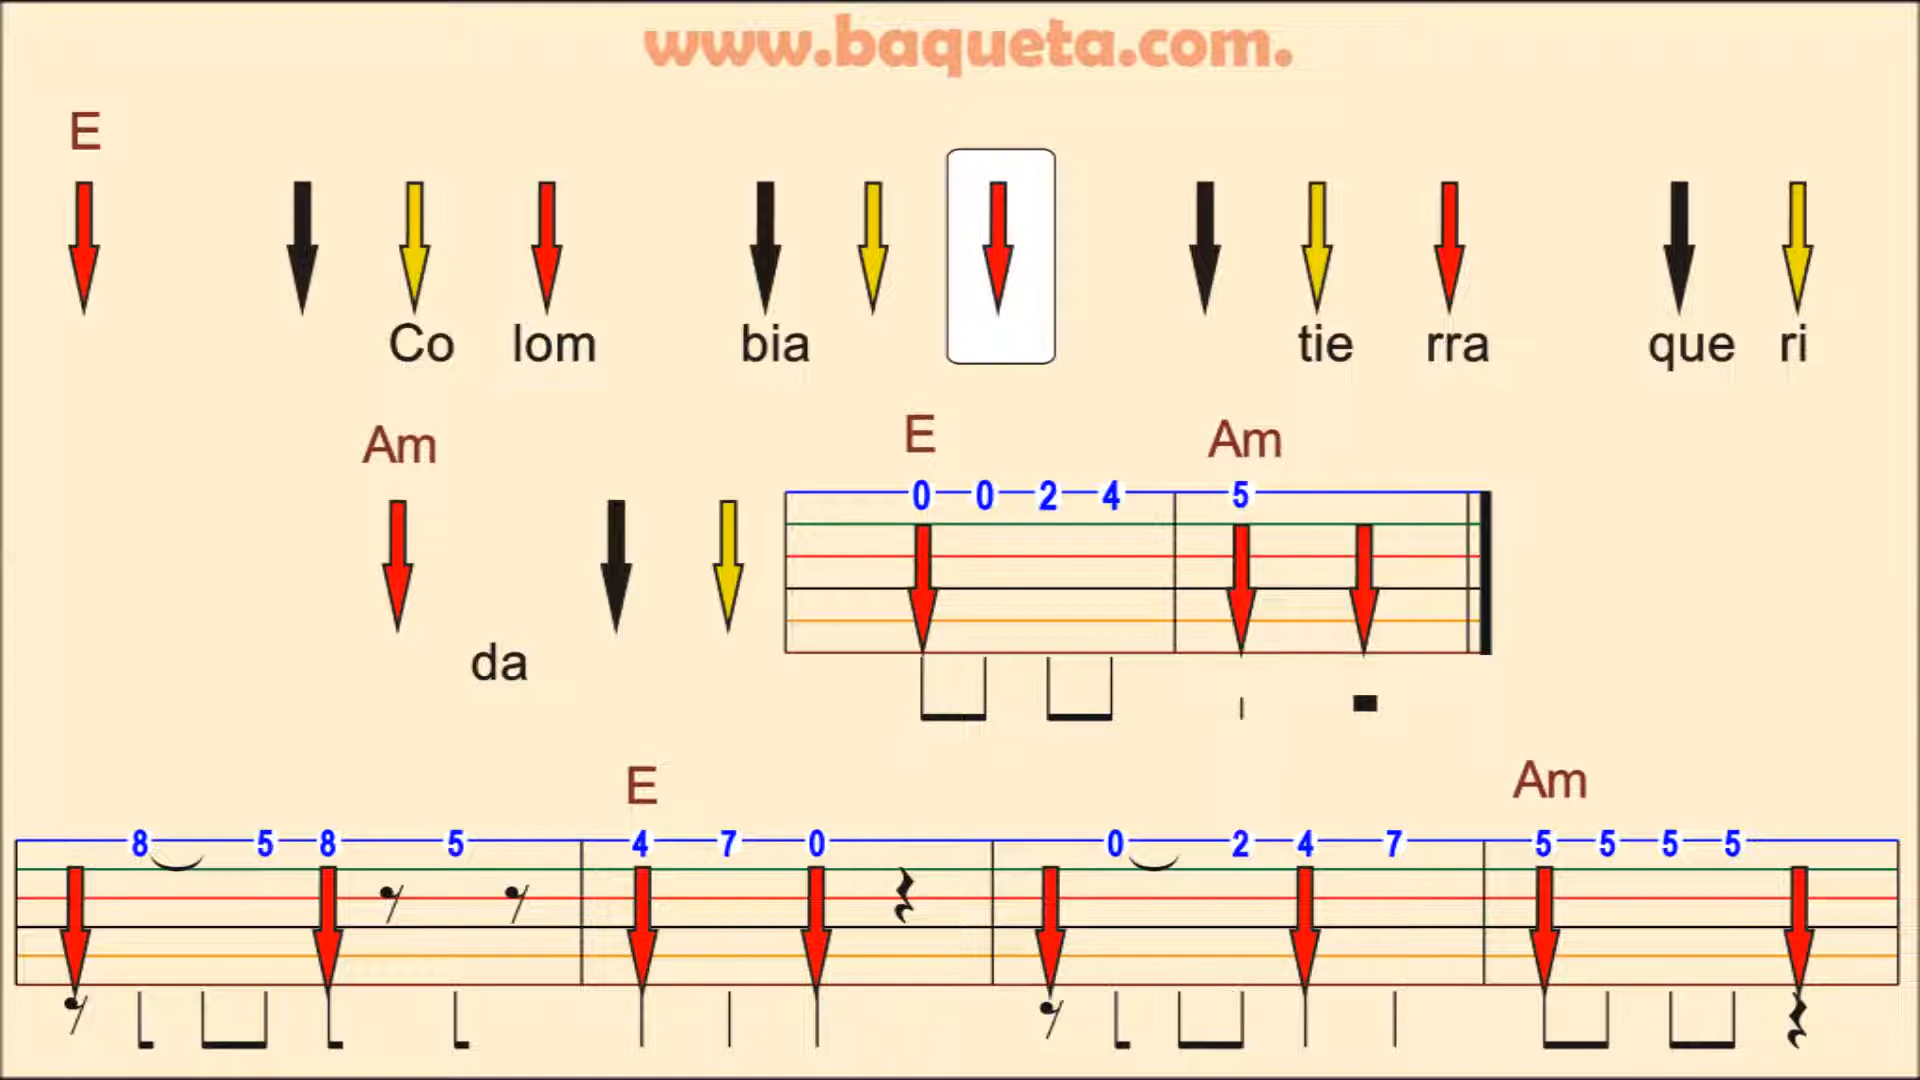 www.baqueta.com.
E
Co lom bia tie rra que ri
Am E Am
0 0 2 4 5
da
E Am
8 5 8 5 4 7 0 0 2 4 7 5 5 5 5